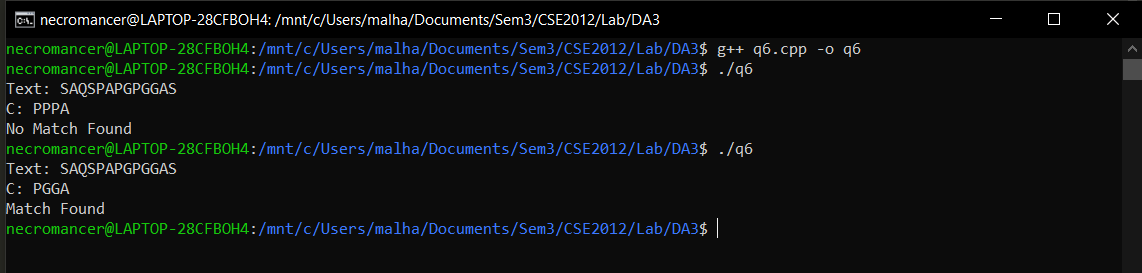 necromancer@LAPTOP-28CFBOH4: /mnt/c/Users/malha/Documents/Sem3/CSE2012/Lab/DA3
necromancer@LAPTOP-28CFBOH4:/mnt/c/Users/malha/Documents/Sem3/CSE2012/Lab/DA3$ g++ q6.cpp -o q6
necromancer@LAPTOP-28CFBOH4:/mnt/c/Users/malha/Documents/Sem3/CSE2012/Lab/DA3$ ./q6
Text: SAQSPAPGPGGAS
C: PPPA
No Match Found
necromancer@LAPTOP-28CFBOH4:/mnt/c/Users/malha/Documents/Sem3/CSE2012/Lab/DA3$ ./q6
Text: SAQSPAPGPGGAS
C: PGGA
Match Found
necromancer@LAPTOP-28CFBOH4:/mnt/c/Users/malha/Documents/Sem3/CSE2012/Lab/DA3$